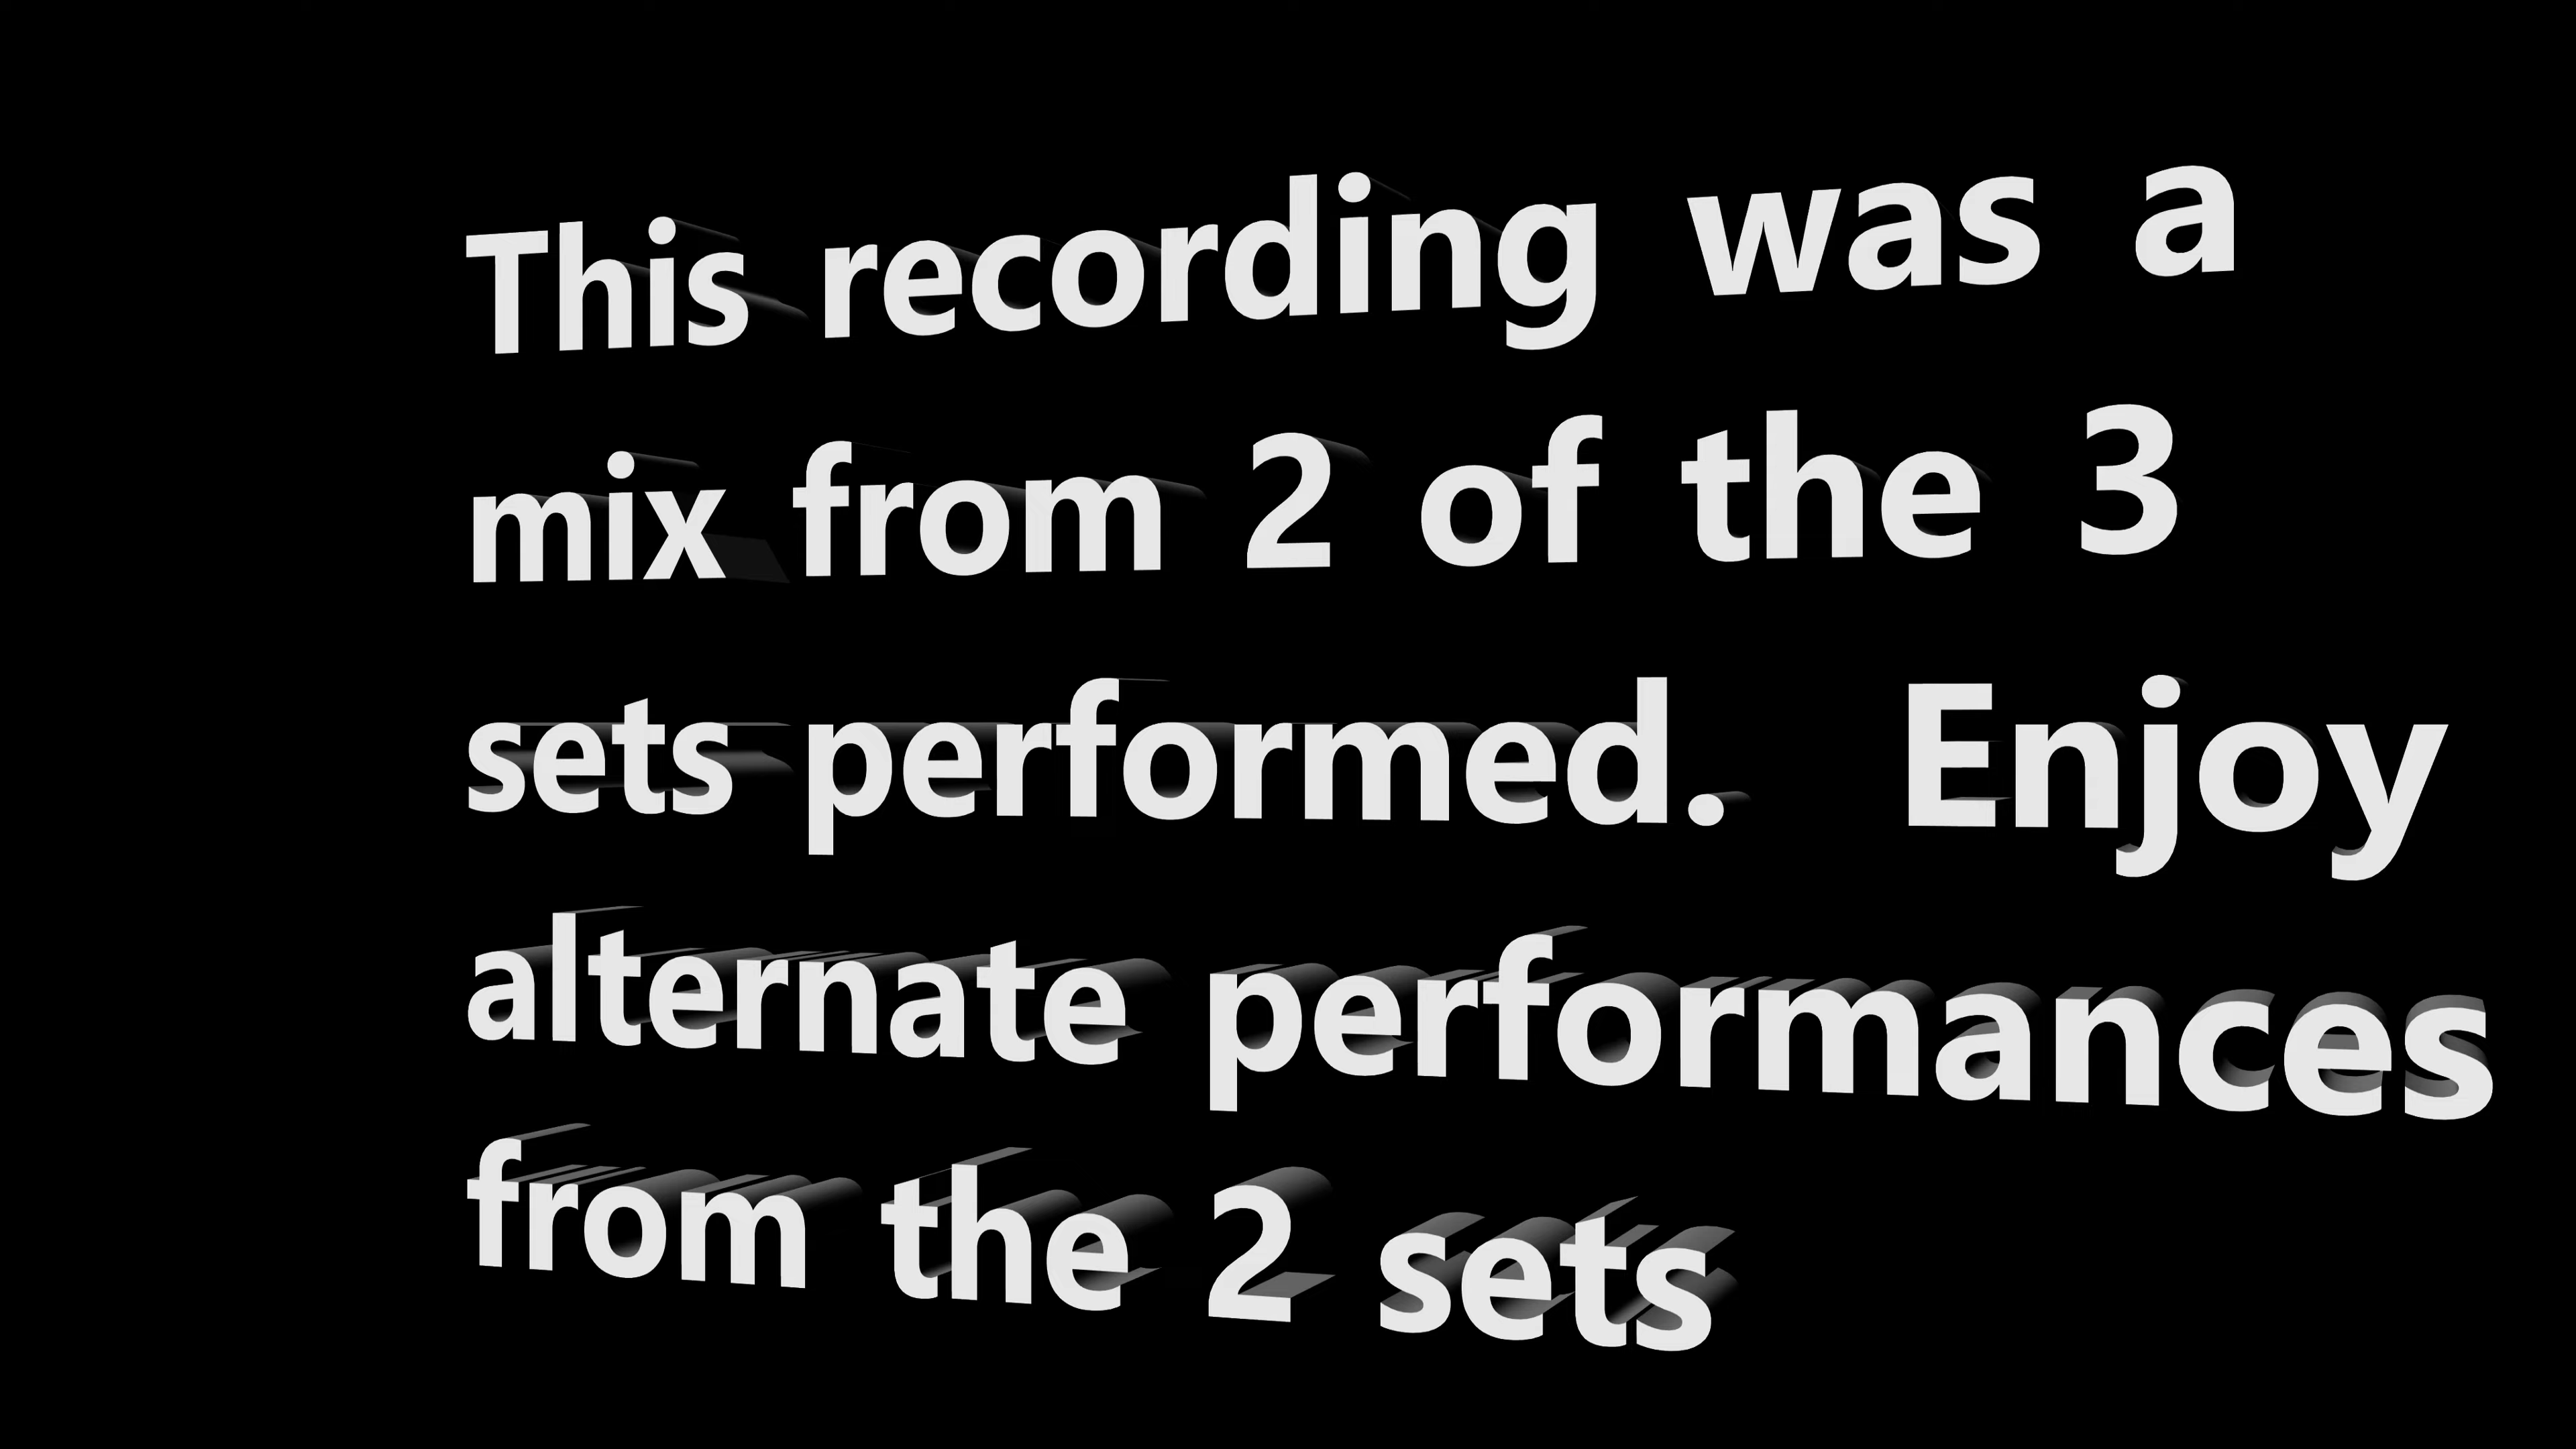 This recording was a
mix from 2 of the 3
sets performed.  Enjoy
alternate performances
from the 2 sets